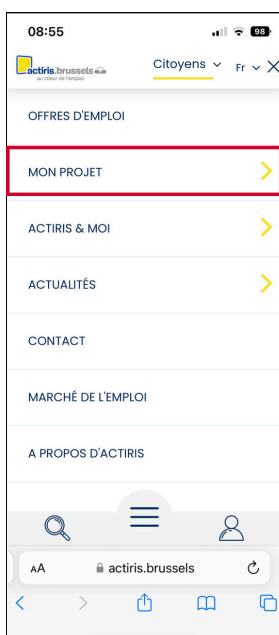 08:55
98
actiris.brussels
au coeur de l'emploi
Citoyens
Fr
OFFRES D'EMPLOI
MON PROJET
ACTIRIS & MOI
ACTUALITÉS
CONTACT
MARCHÉ DE L'EMPLOI
A PROPOS D'ACTIRIS
AA
actiris.brussels